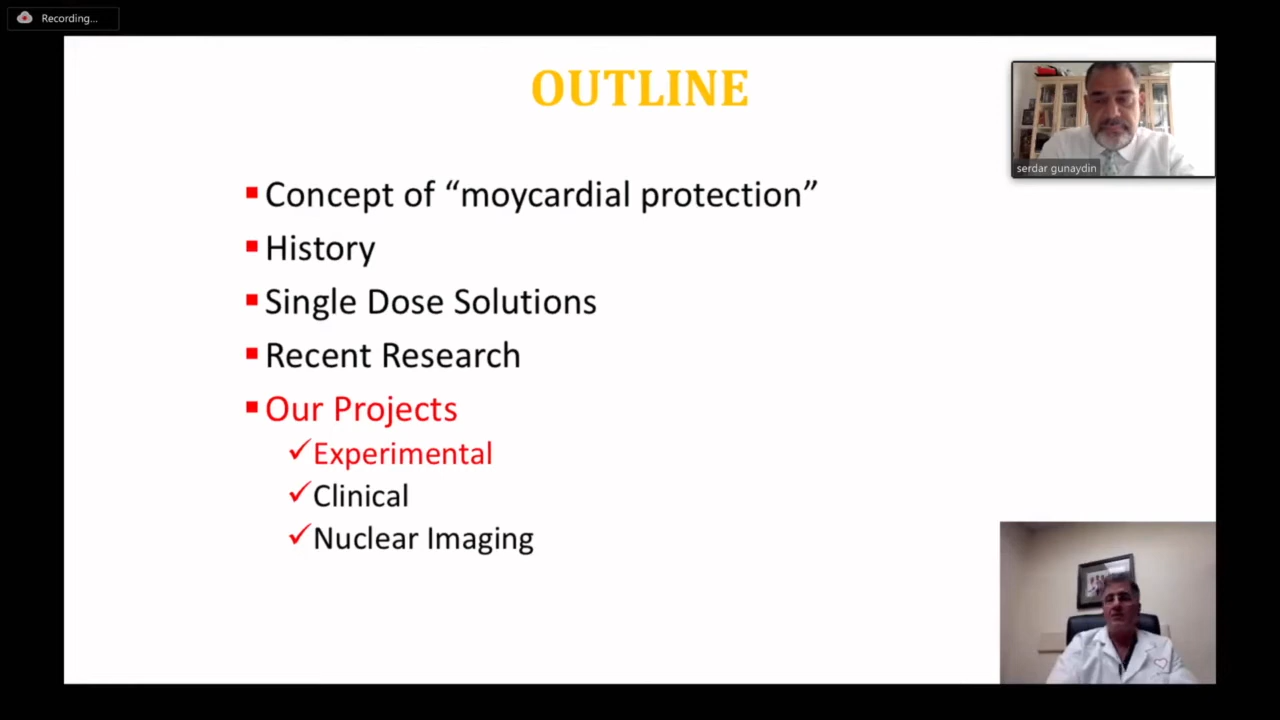 Recording...
OUTLINE
serdar gunaydin
Concept of “moycardial protection”
History
Single Dose Solutions
Recent Research
Our Projects
Experimental
Clinical
Nuclear Imaging